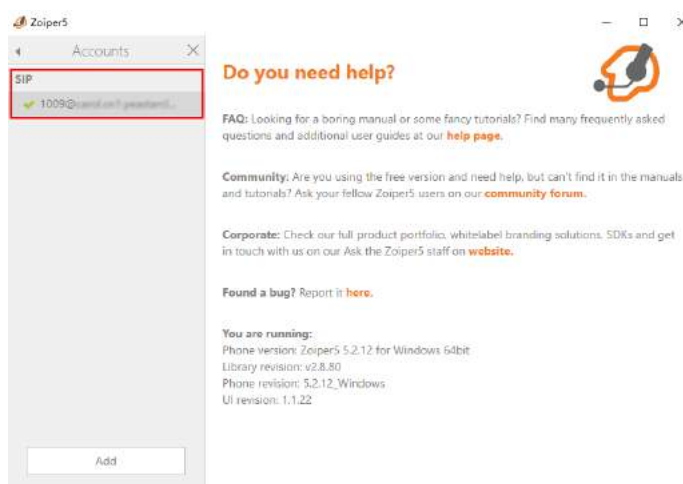 Zoiper5
Accounts
SIP
1009@
Add
Do you need help?
FAQ: Looking for a boring manual or some fancy tutorials? Find many frequently asked
questions and additional user guides at our help page.
Community: Are you using the free version and need help, but can't find it in the manuals
and tutorials? Ask your fellow Zoiper5 users on our community forum.
Corporate: Check our full product portfolio, whitelabel branding solutions, SDKs and get
in touch with us on our Ask the Zoiper5 staff on website.
Found a bug? Report it here.
You are running:
Phone version: Zoiper5 5.2.12 for Windows 64bit
Library revision: v2.8.80
Phone revision: 5.2.12_Windows
UI revision: 1.1.22